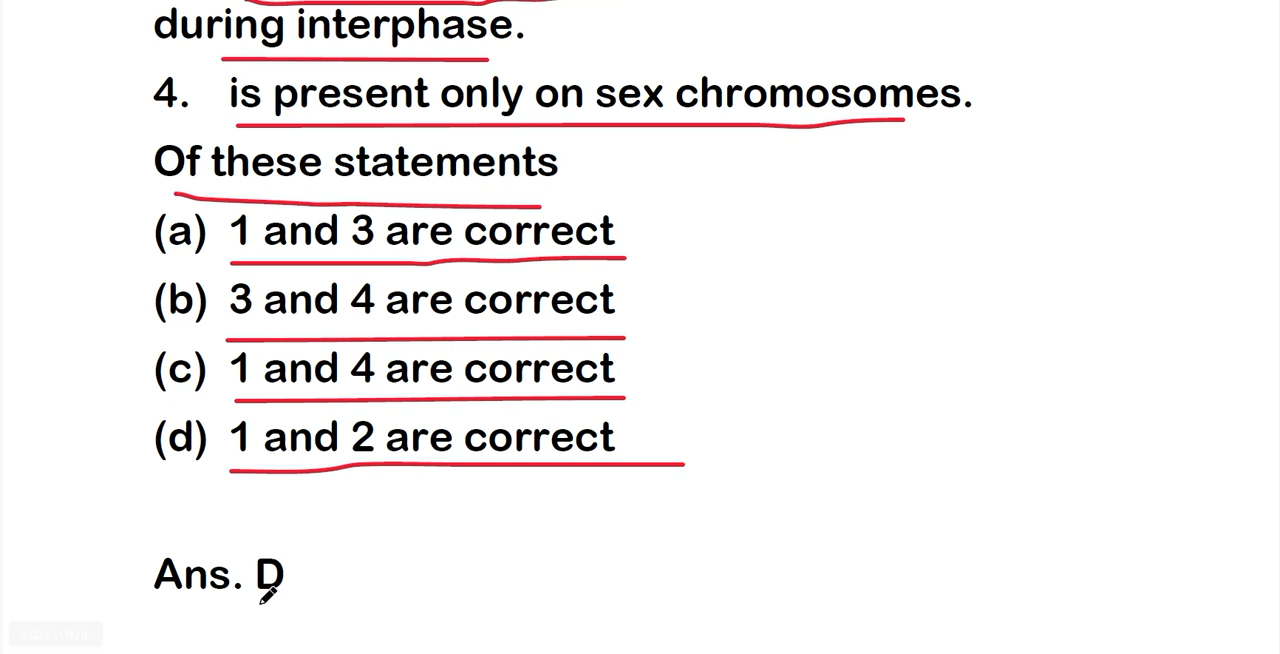 during interphase.
4. is present only on sex chromosomes.
Of these statements
(a) 1 and 3 are correct
(b) 3 and 4 are correct
(c) 1 and 4 are correct
(d) 1 and 2 are correct
Ans. D